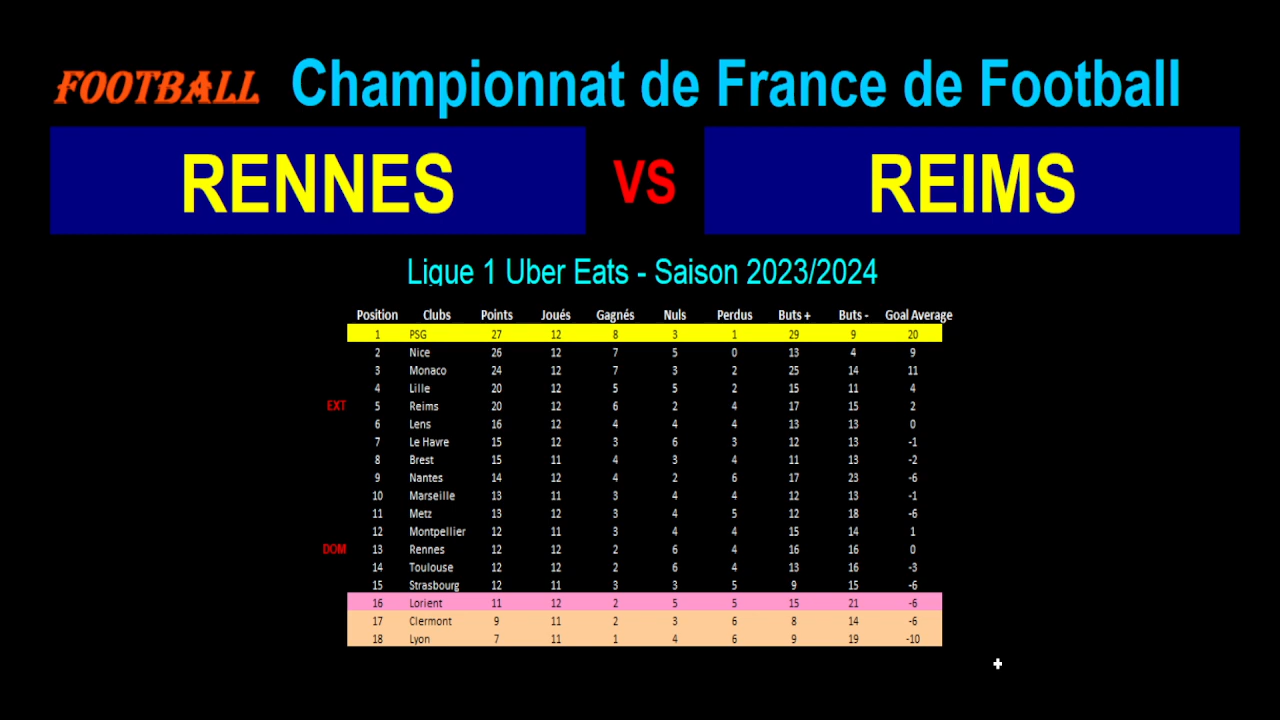 FOOTBALL Championnat de France de Football
RENNES VS REIMS
Ligue 1 Uber Eats - Saison 2023/2024
Position Clubs Points Joués Gagnés Nuls Perdus Buts + Buts - Goal Average
1 PSG 27 12 8 3 1 29 9 20
2 Nice 26 12 7 5 0 13 4 9
3 Monaco 24 12 7 3 2 25 14 11
4 Lille 20 12 5 5 2 15 11 4
EXT 5 Reims 20 12 6 2 4 17 15 2
6 Lens 16 12 4 4 4 13 13 0
7 Le Havre 15 12 3 6 3 12 13 -1
8 Brest 15 11 4 3 4 11 13 -2
9 Nantes 14 12 4 2 6 17 23 -6
10 Marseille 13 11 3 4 4 12 13 -1
11 Metz 13 12 3 4 5 12 18 -6
12 Montpellier 12 11 3 4 4 15 14 1
DOM 13 Rennes 12 12 2 6 4 16 16 0
14 Toulouse 12 12 2 6 4 13 16 -3
15 Strasbourg 12 11 3 3 5 9 15 -6
16 Lorient 11 12 2 5 5 15 21 -6
17 Clermont 9 11 2 3 6 8 14 -6
18 Lyon 7 11 1 4 6 9 19 -10